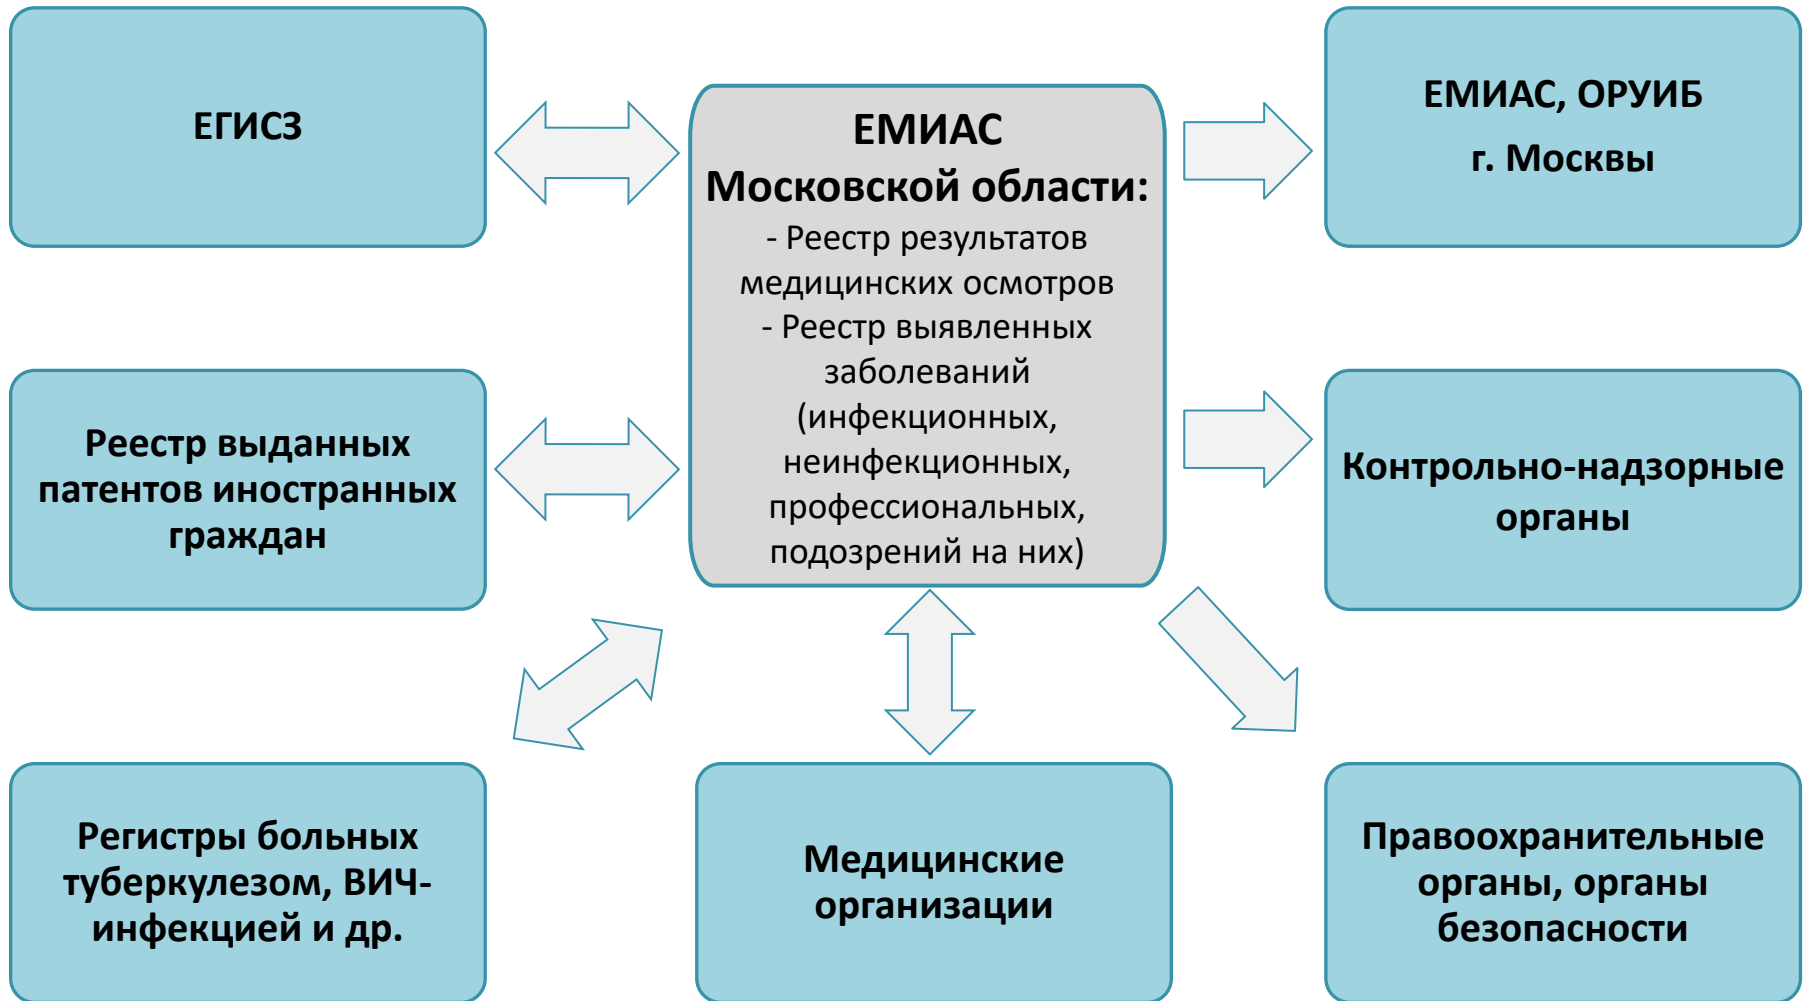 ЕГИСЗ
ЕМИАС
Московской области:
- Реестр результатов
медицинских осмотров
- Реестр выявленных
заболеваний
(инфекционных,
неинфекционных,
профессиональных,
подозрений на них)
ЕМИАС, ОРУИБ
г. Москвы
Реестр выданных
патентов иностранных
граждан
Контрольно-надзорные
органы
Регистры больных
туберкулезом, ВИЧ-
инфекцией и др.
Медицинские
организации
Правоохранительные
органы, органы
безопасности